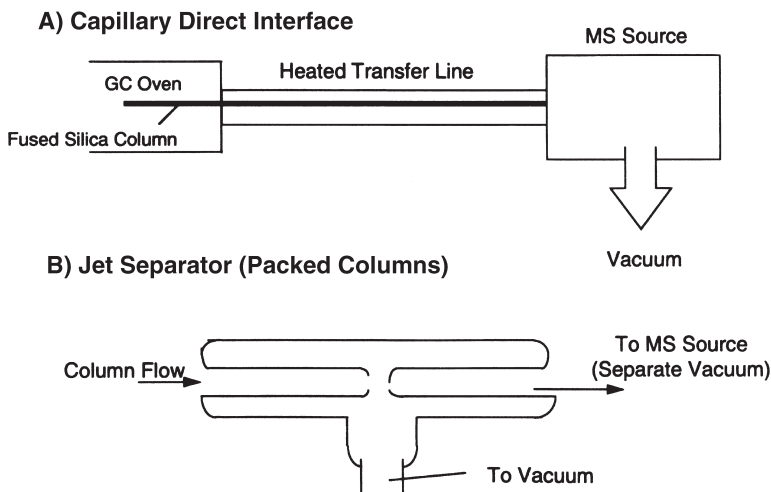 A) Capillary Direct Interface
MS Source
GC Oven
Heated Transfer Line
Fused Silica Column
Vacuum
B) Jet Separator (Packed Columns)
Column Flow
To MS Source
(Separate Vacuum)
To Vacuum